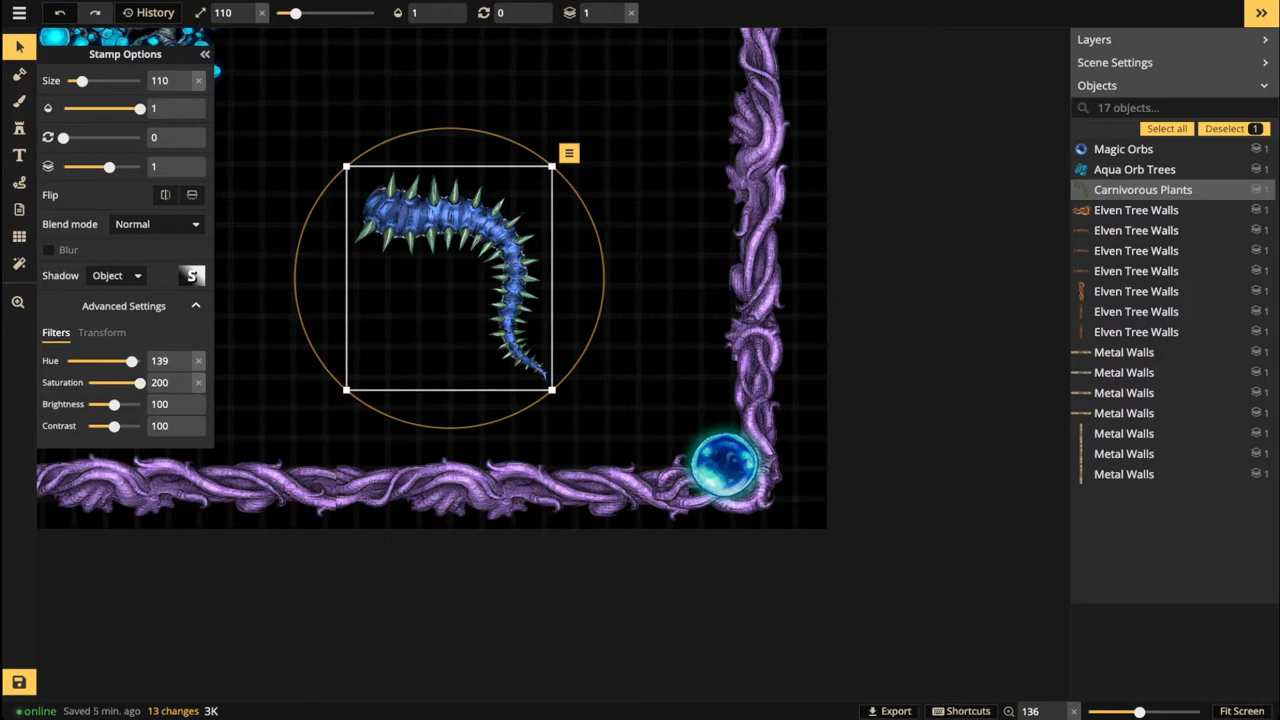 History
110 ×
1
0
1 ×
Stamp Options
Size 110 ×
1
0
1
Flip
Blend mode Normal
Blur
Shadow Object S
Advanced Settings
Filters Transform
Hue 139 ×
Saturation 200 ×
Brightness 100
Contrast 100
Layers
Scene Settings
Objects
17 objects...
Select all Deselect 1
Magic Orbs 1
Aqua Orb Trees 1
Carnivorous Plants 1
Elven Tree Walls 1
Elven Tree Walls 1
Elven Tree Walls 1
Elven Tree Walls 1
Elven Tree Walls 1
Elven Tree Walls 1
Elven Tree Walls 1
Metal Walls 1
Metal Walls 1
Metal Walls 1
Metal Walls 1
Metal Walls 1
Metal Walls 1
Metal Walls 1
online Saved 5 min. ago 13 changes 3K
Export Shortcuts 136 × Fit Screen